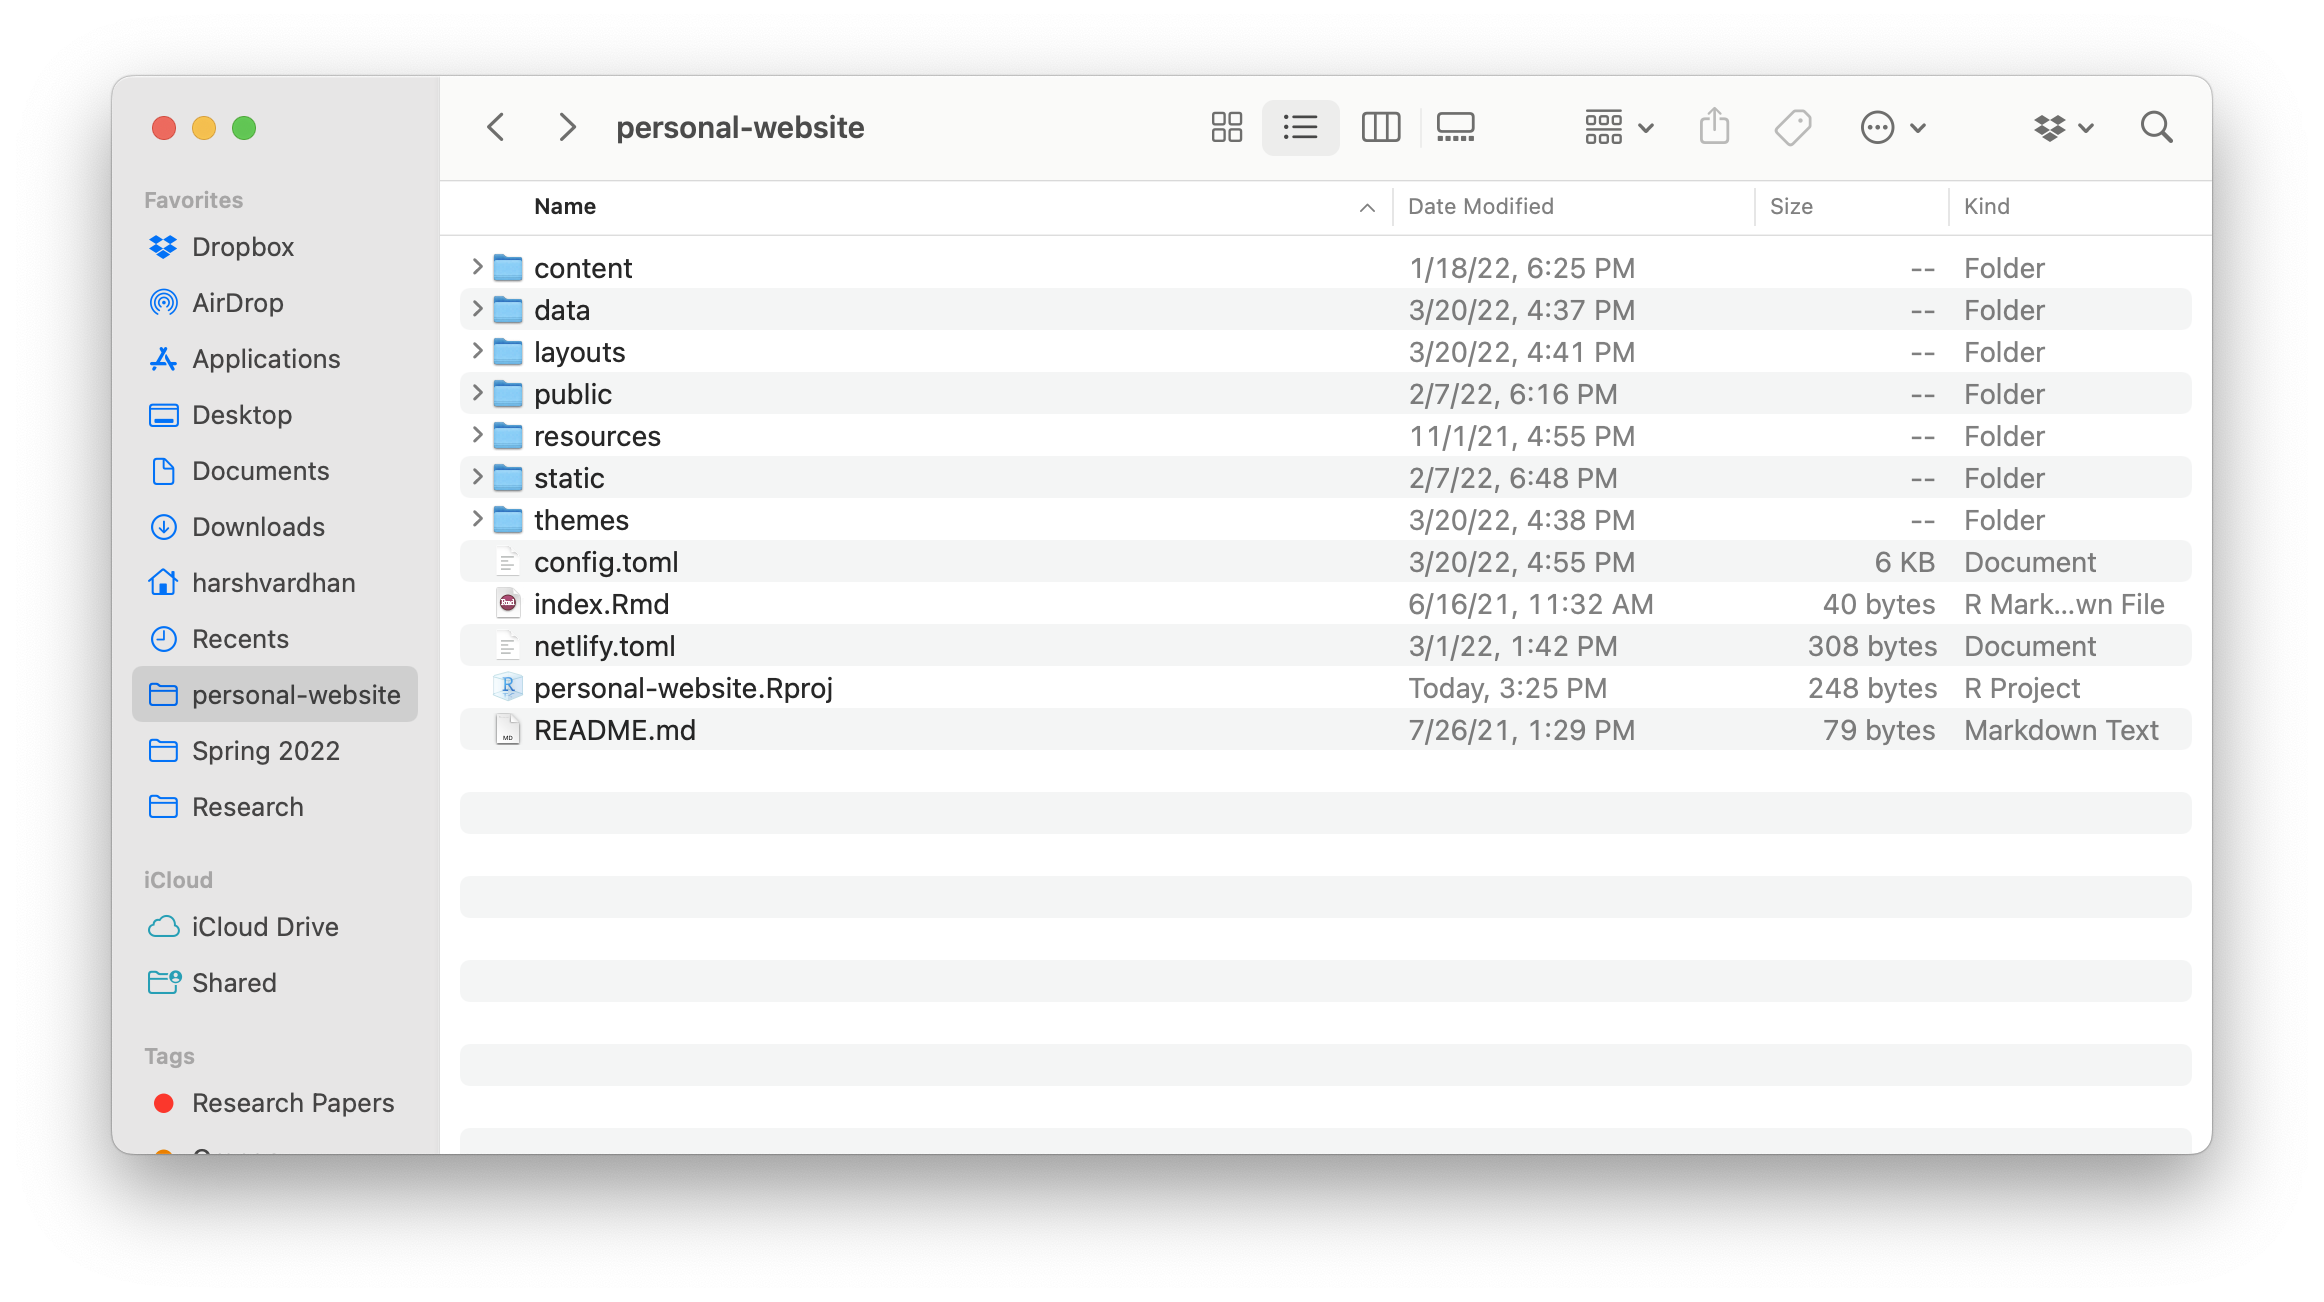 personal-website
Favorites
Dropbox
AirDrop
Applications
Desktop
Documents
Downloads
harshvardhan
Recents
personal-website
Spring 2022
Research
iCloud
iCloud Drive
Shared
Tags
Research Papers
Name Date Modified Size Kind
content 1/18/22, 6:25 PM -- Folder
data 3/20/22, 4:37 PM -- Folder
layouts 3/20/22, 4:41 PM -- Folder
public 2/7/22, 6:16 PM -- Folder
resources 11/1/21, 4:55 PM -- Folder
static 2/7/22, 6:48 PM -- Folder
themes 3/20/22, 4:38 PM -- Folder
config.toml 3/20/22, 4:55 PM 6 KB Document
Rmd index.Rmd 6/16/21, 11:32 AM 40 bytes R Mark...wn File
netlify.toml 3/1/22, 1:42 PM 308 bytes Document
R personal-website.Rproj Today, 3:25 PM 248 bytes R Project
MD README.md 7/26/21, 1:29 PM 79 bytes Markdown Text